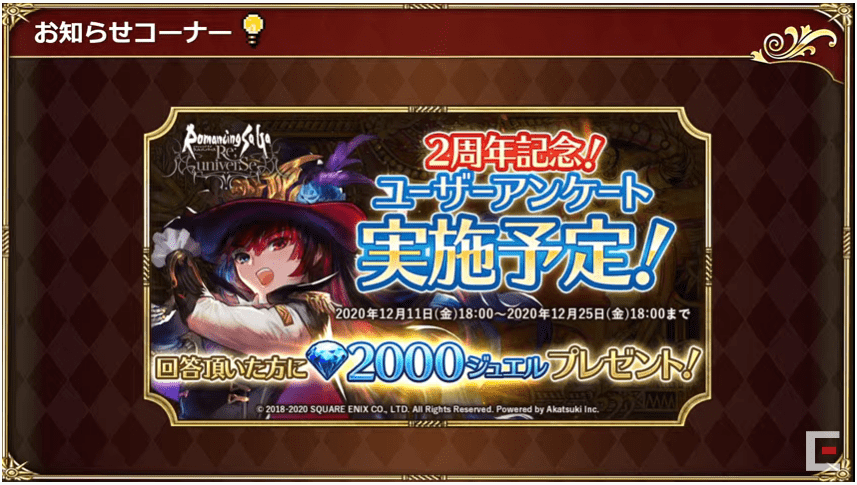 お知らせコーナー
Romancing SaGa
Re;
universe
2周年記念!
ユーザーアンケート
実施予定!
2020年12月11日(金)18:00～2020年12月25日(金)18:00まで
回答頂いた方に2000ジュエルプレゼント!
© 2018-2020 SQUARE ENIX CO., LTD. All Rights Reserved. Powered by Akatsuki Inc.